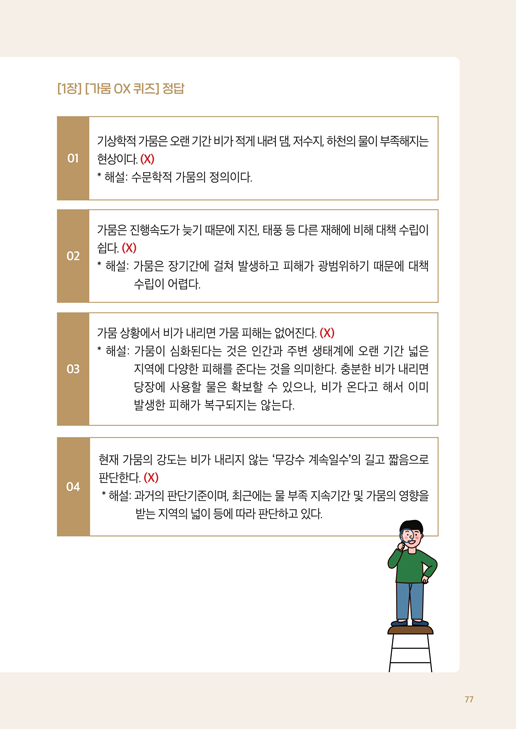 [1장] [가뭄 OX 퀴즈] 정답
01
기상학적 가뭄은 오랜 기간 비가 적게 내려 댐, 저수지, 하천의 물이 부족해지는
현상이다. (X)
* 해설: 수문학적 가뭄의 정의이다.
02
가뭄은 진행속도가 늦기 때문에 지진, 태풍 등 다른 재해에 비해 대책 수립이
쉽다. (X)
* 해설: 가뭄은 장기간에 걸쳐 발생하고 피해가 광범위하기 때문에 대책
수립이 어렵다.
03
가뭄 상황에서 비가 내리면 가뭄 피해는 없어진다. (X)
* 해설: 가뭄이 심화된다는 것은 인간과 주변 생태계에 오랜 기간 넓은
지역에 다양한 피해를 준다는 것을 의미한다. 충분한 비가 내리면
당장에 사용할 물은 확보할 수 있으나, 비가 온다고 해서 이미
발생한 피해가 복구되지는 않는다.
04
현재 가뭄의 강도는 비가 내리지 않는 ‘무강수 계속일수’의 길고 짧음으로
판단한다. (X)
* 해설: 과거의 판단기준이며, 최근에는 물 부족 지속기간 및 가뭄의 영향을
받는 지역의 넓이 등에 따라 판단하고 있다.
77